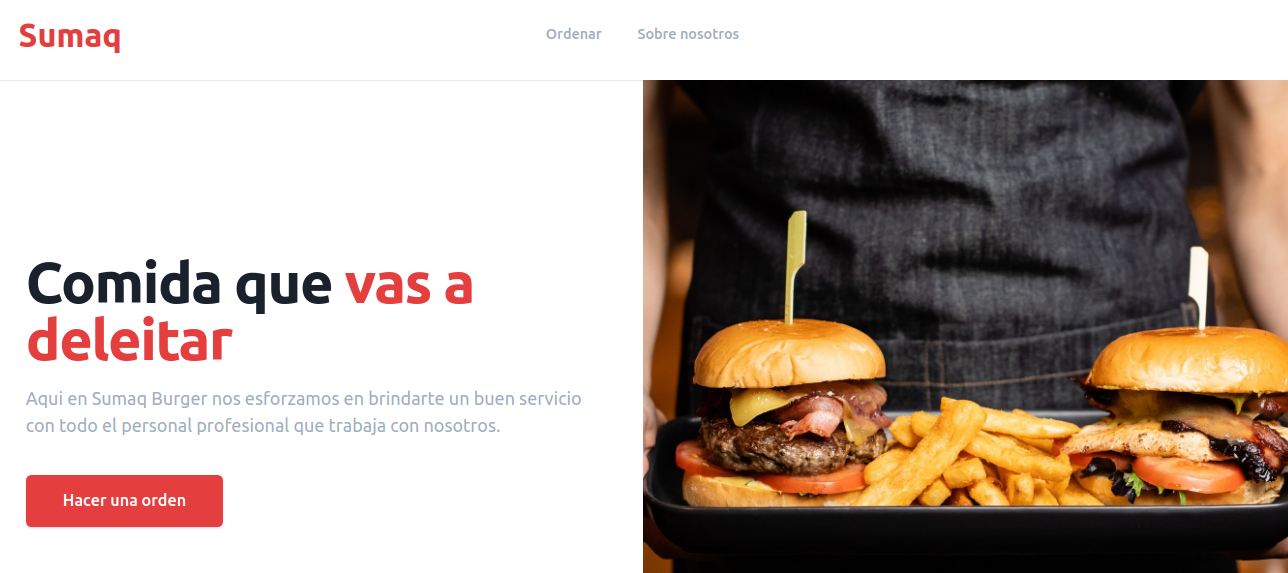 Sumaq
Ordenar
Sobre nosotros
Comida que vas a
deleitar
Aqui en Sumaq Burger nos esforzamos en brindarte un buen servicio
con todo el personal profesional que trabaja con nosotros.
Hacer una orden